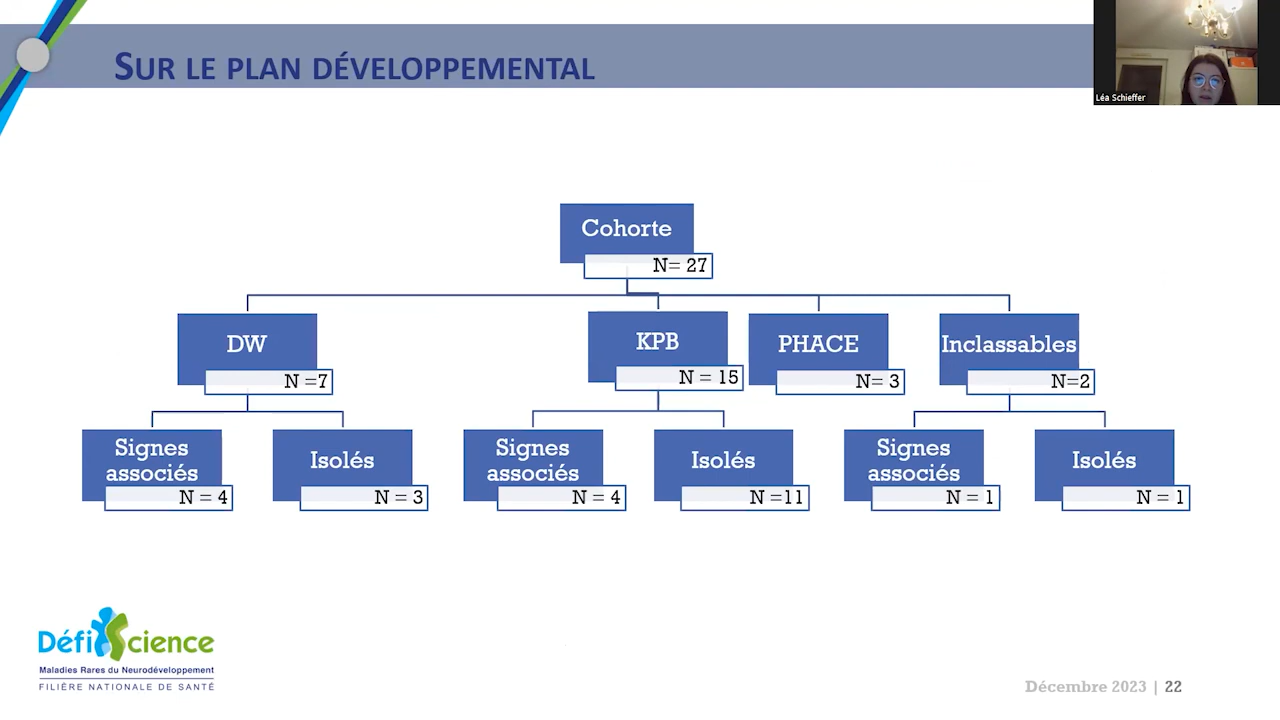 SUR LE PLAN DÉVELOPPEMENTAL
Léa Schieffer
Cohorte
N= 27
DW
N =7
KPB
N = 15
PHACE
N= 3
Inclassables
N=2
Signes
associés
N = 4
Isolés
N = 3
Signes
associés
N = 4
Isolés
N =11
Signes
associés
N = 1
Isolés
N = 1
DéfiScience
Maladies Rares du Neurodéveloppement
FILIÈRE NATIONALE DE SANTÉ
Décembre 2023 | 22